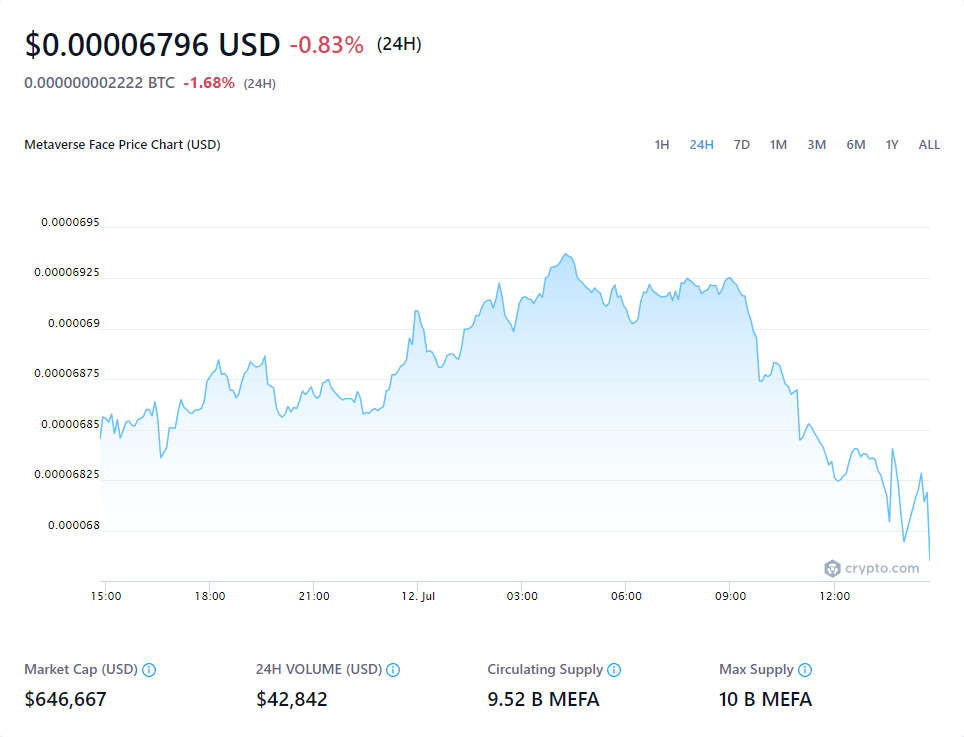 $0.00006796 USD -0.83% (24H)
0.000000002222 BTC -1.68% (24H)
Metaverse Face Price Chart (USD) 1H 24H 7D 1M 3M 6M 1Y ALL
0.0000695
0.00006925
0.000069
0.00006875
0.0000685
0.00006825
0.000068
crypto.com
15:00 18:00 21:00 12. Jul 03:00 06:00 09:00 12:00
Market Cap (USD) 24H VOLUME (USD) Circulating Supply Max Supply
$646,667 $42,842 9.52 B MEFA 10 B MEFA